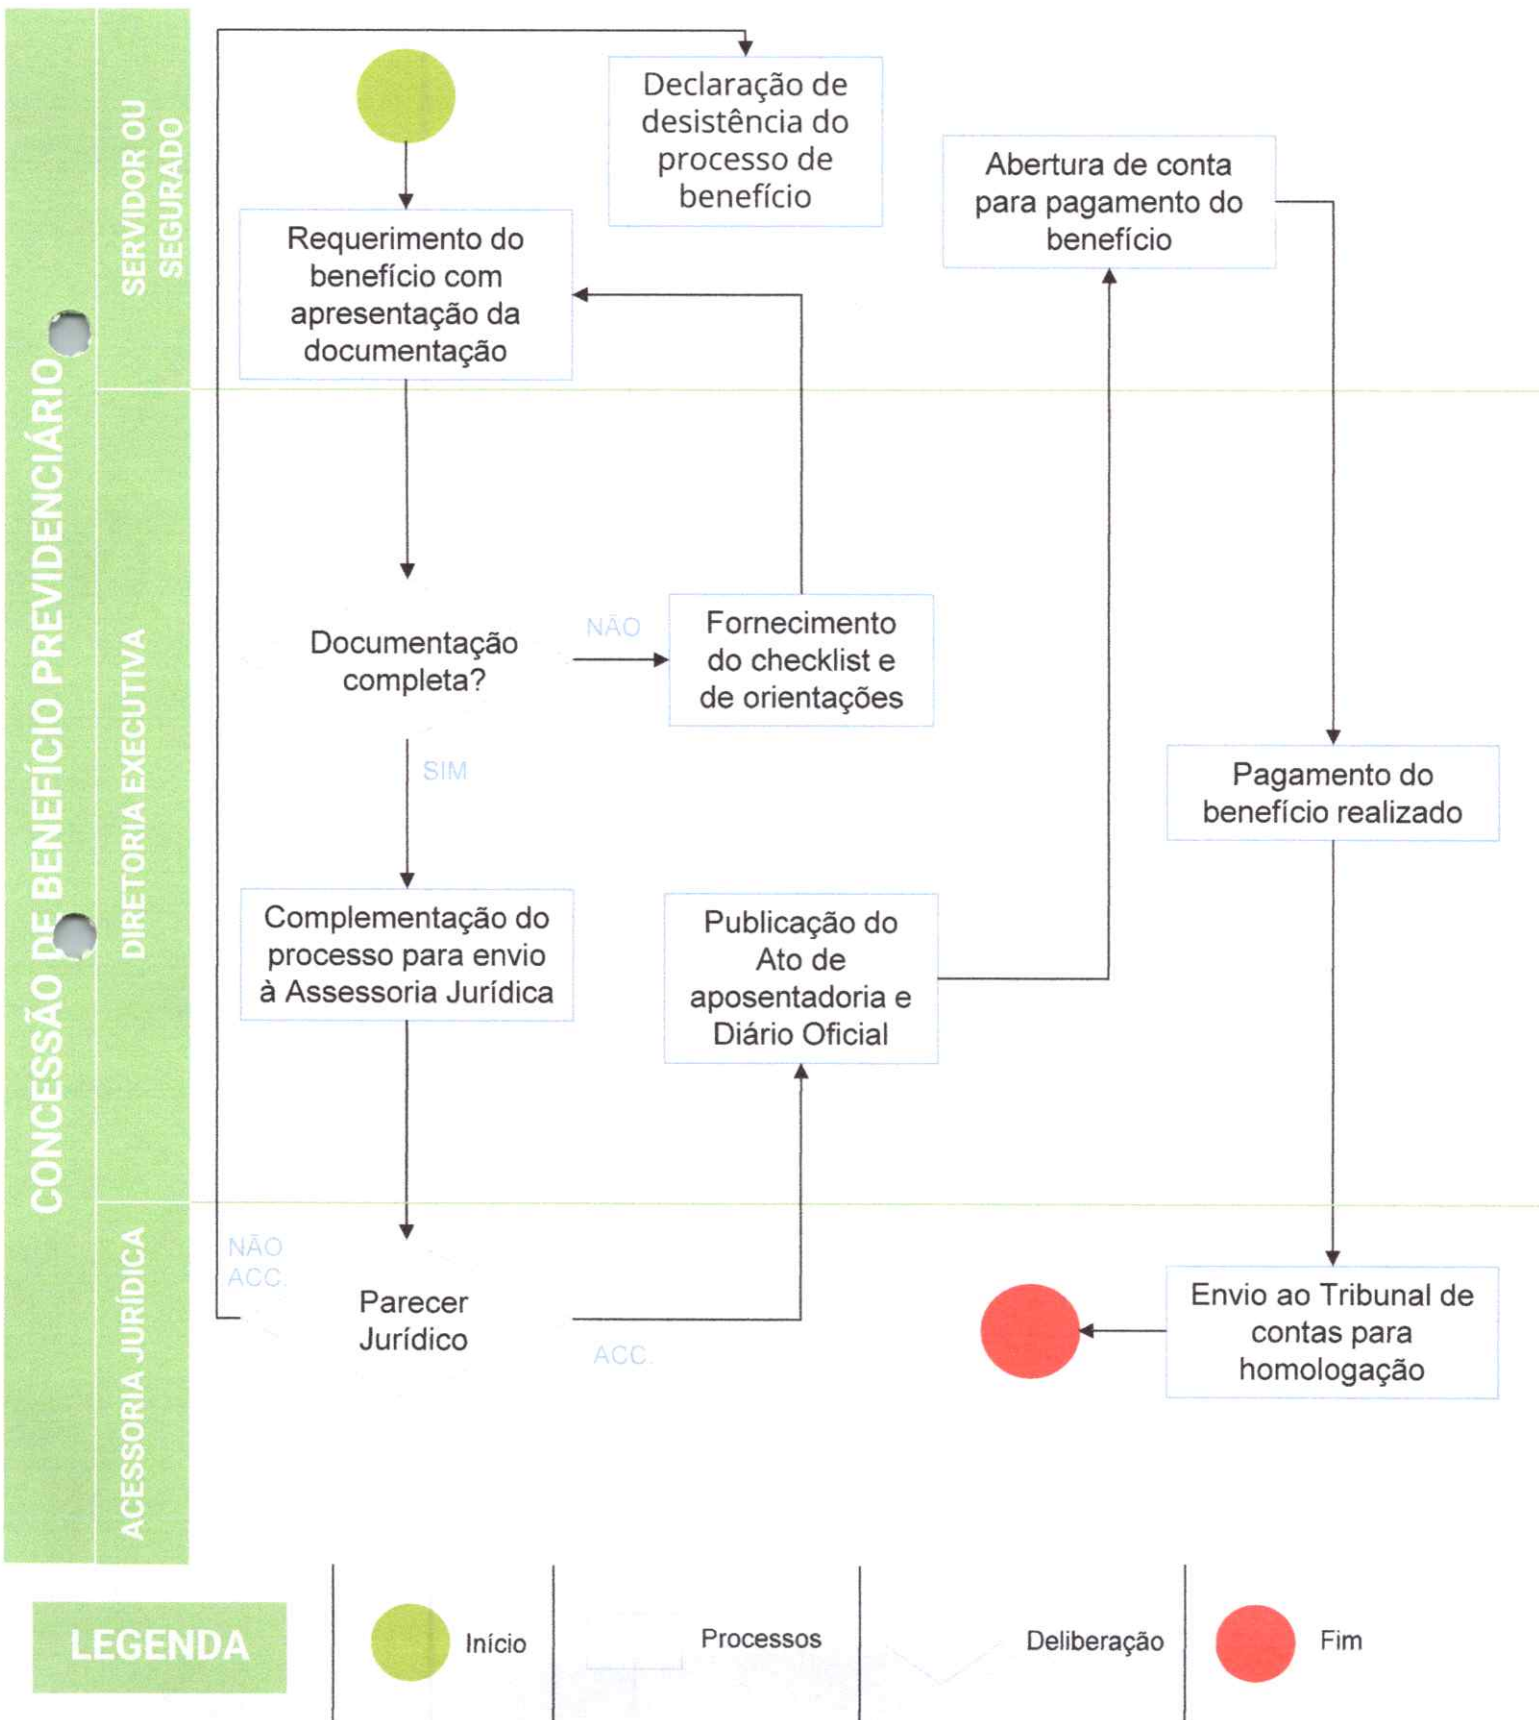 CONCESSÃO DE BENEFÍCIO PREVIDENCIÁRIO
SERVIDOR OU
SEGURADO
Declaração de
desistência do
processo de
benefício
Abertura de conta
para pagamento do
benefício
Requerimento do
benefício com
apresentação da
documentação
DIRETORIA EXECUTIVA
Documentação
completa?
NÃO
Fornecimento
do checklist e
de orientações
SIM
Pagamento do
benefício realizado
Complementação do
processo para envio
à Assessoria Jurídica
Publicação do
Ato de
aposentadoria e
Diário Oficial
ACESSORIA JURÍDICA
NÃO
ACC.
Parecer
Jurídico
ACC.
Envio ao Tribunal de
contas para
homologação
LEGENDA
Início
Processos
Deliberação
Fim